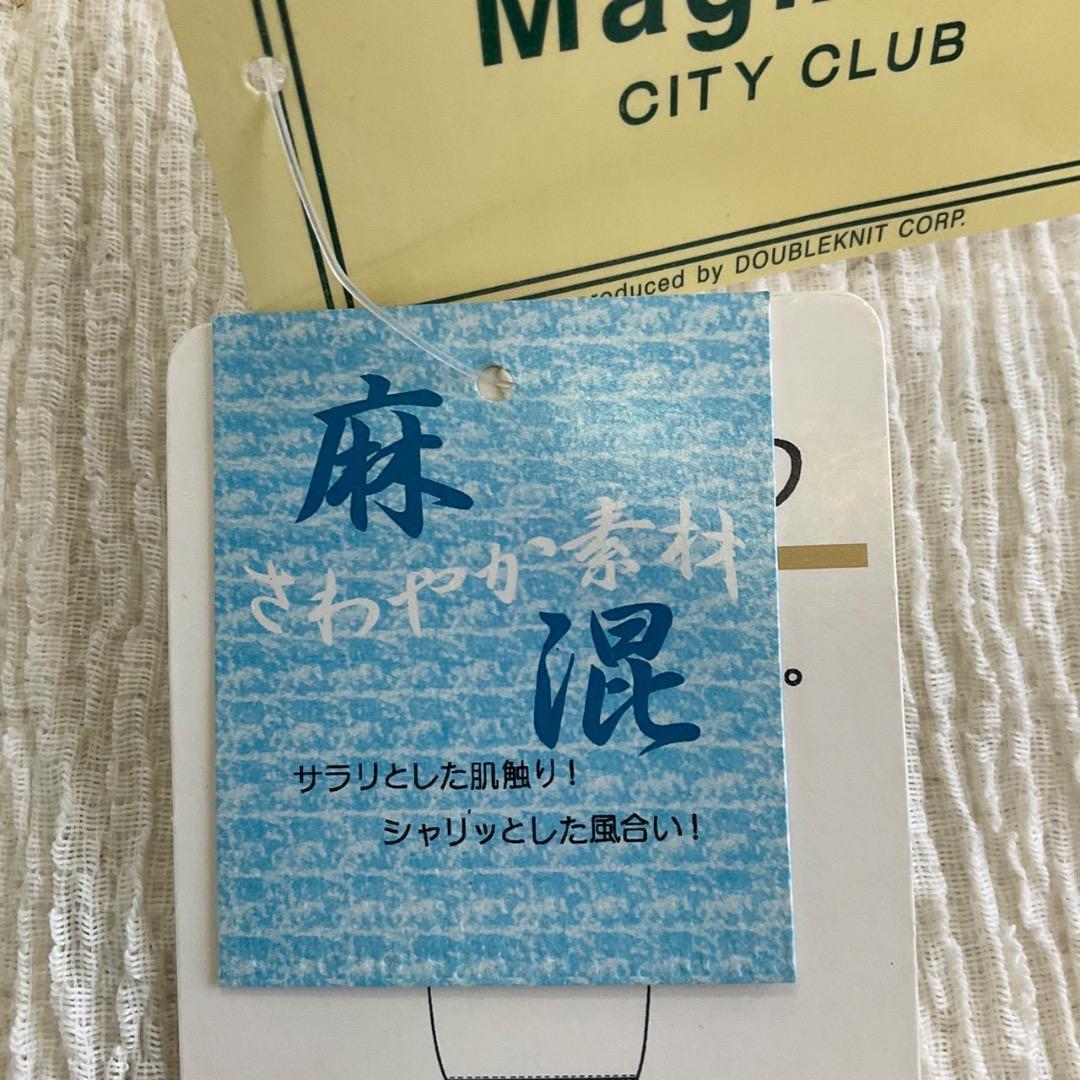 CITY CLUB
by DOUBLEKNIT CORP.
麻
さわやか素材
混
サラリとした肌触り!
シャリッとした風合い!